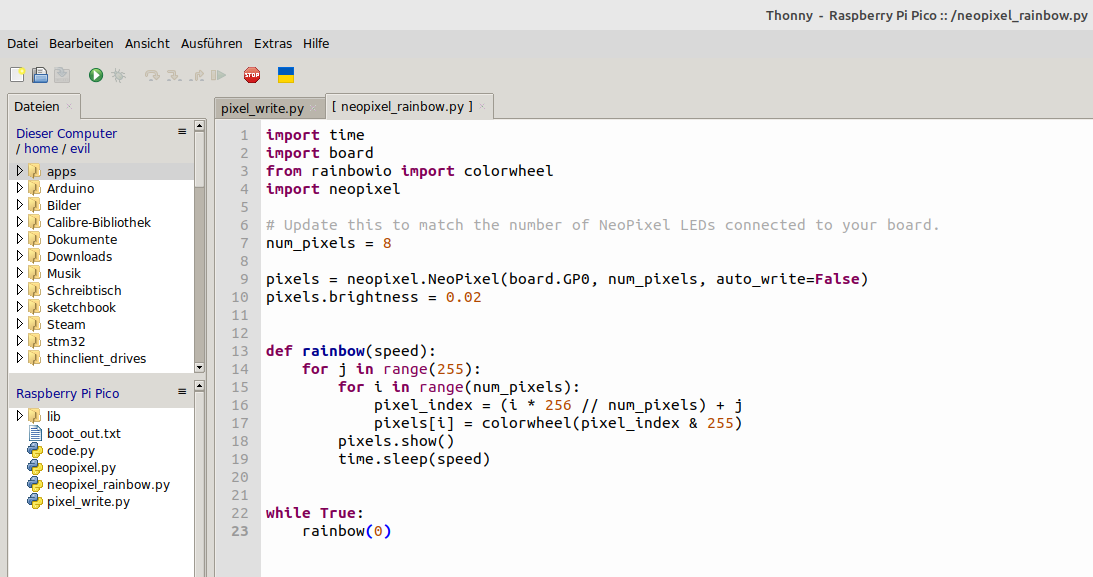 Thonny - Raspberry Pi Pico :: /neopixel_rainbow.py
Datei Bearbeiten Ansicht Ausführen Extras Hilfe
STOP
Dateien
pixel_write.py
[ neopixel_rainbow.py ]
Dieser Computer
/ home / evil
apps
Arduino
Bilder
Calibre-Bibliothek
Dokumente
Downloads
Musik
Schreibtisch
sketchbook
Steam
stm32
thinclient_drives
Raspberry Pi Pico
lib
boot_out.txt
code.py
neopixel.py
neopixel_rainbow.py
pixel_write.py
1 import time
2 import board
3 from rainbowio import colorwheel
4 import neopixel
5
6 # Update this to match the number of NeoPixel LEDs connected to your board.
7 num_pixels = 8
8
9 pixels = neopixel.NeoPixel(board.GP0, num_pixels, auto_write=False)
10 pixels.brightness = 0.02
11
12
13 def rainbow(speed):
14     for j in range(255):
15         for i in range(num_pixels):
16             pixel_index = (i * 256 // num_pixels) + j
17             pixels[i] = colorwheel(pixel_index & 255)
18         pixels.show()
19         time.sleep(speed)
20
21
22 while True:
23     rainbow(0)